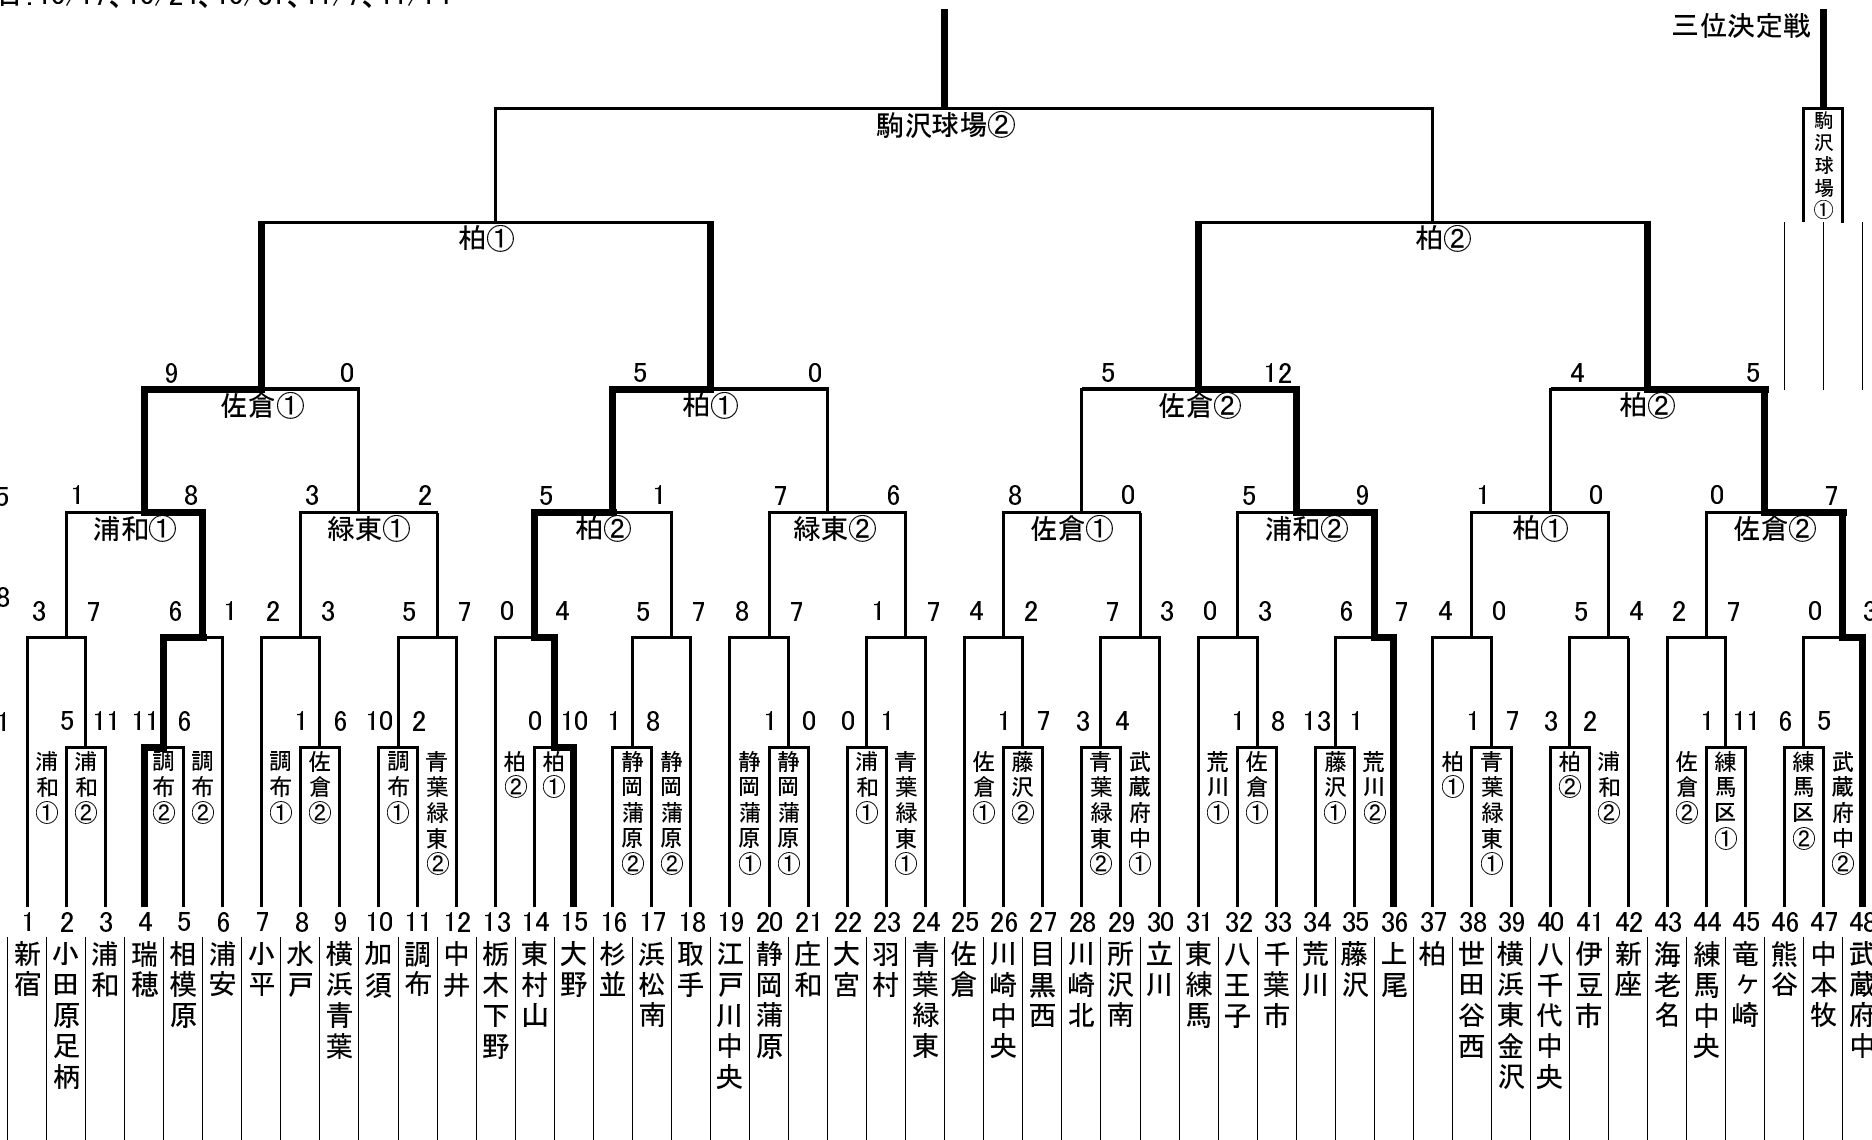 日:10/17、10/24、10/31、11/7、11/14
三位決定戦
駒沢球場②
駒沢球場①
柏① 柏②
9 0 5 0 5 12 4 5
佐倉① 柏① 佐倉② 柏②
5 1 8 3 2 5 1 7 6 8 0 5 9 1 0 0 7
浦和① 緑東① 柏② 緑東② 佐倉① 浦和② 柏① 佐倉②
8 3 7 6 1 2 3 5 7 0 4 5 7 8 7 1 7 4 2 7 3 0 3 6 7 4 0 5 4 2 7 0 3
1 5 11 11 6 1 6 10 2 0 10 1 8 1 0 0 1 1 7 3 4 1 8 13 1 1 7 3 2 1 11 6 5
浦和①
浦和②
調布②
調布②
調布①
佐倉②
調布①
青葉緑東②
柏②
柏①
静岡蒲原②
静岡蒲原②
静岡蒲原①
静岡蒲原①
浦和①
青葉緑東①
佐倉①
藤沢②
青葉緑東②
武蔵府中①
荒川①
佐倉①
藤沢①
荒川②
柏①
青葉緑東①
柏②
浦和②
佐倉②
練馬区①
練馬区②
武蔵府中②
1 新宿
2 小田原足柄
3 浦和
4 瑞穂
5 相模原
6 浦安
7 小平
8 水戸
9 横浜青葉
10 加須
11 調布
12 中井
13 栃木下野
14 東村山
15 大野
16 杉並
17 浜松南
18 取手
19 江戸川中央
20 静岡蒲原
21 庄和
22 大宮
23 羽村
24 青葉緑東
25 佐倉
26 川崎中央
27 目黒西
28 川崎北
29 所沢南
30 立川
31 東練馬
32 八王子
33 千葉市
34 荒川
35 藤沢
36 上尾
37 柏
38 世田谷西
39 横浜東金沢
40 八千代中央
41 伊豆市
42 新座
43 海老名
44 練馬中央
45 竜ヶ崎
46 熊谷
47 中本牧
48 武蔵府中